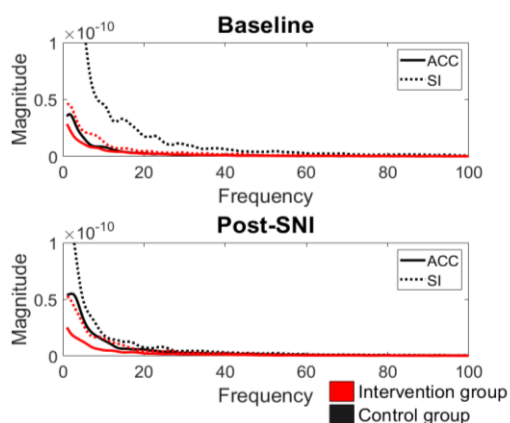 Baseline
×10⁻¹⁰
1
0.5
0
Magnitude
ACC
SI
0 20 40 60 80 100
Frequency
Post-SNI
×10⁻¹⁰
1
0.5
0
Magnitude
ACC
SI
0 20 40 60 80 100
Frequency
Intervention group
Control group